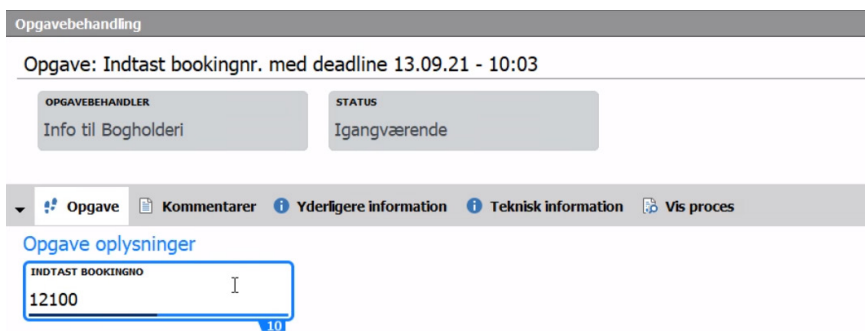 Opgavebehandling
Opgave: Indtast bookingnr. med deadline 13.09.21 - 10:03
OPGAVEBEHANDLER STATUS
Info til Bogholderi Igangværende
Opgave Kommentarer Yderligere information Teknisk information Vis proces
Opgave oplysninger
INDTAST BOOKINGNO
12100
10